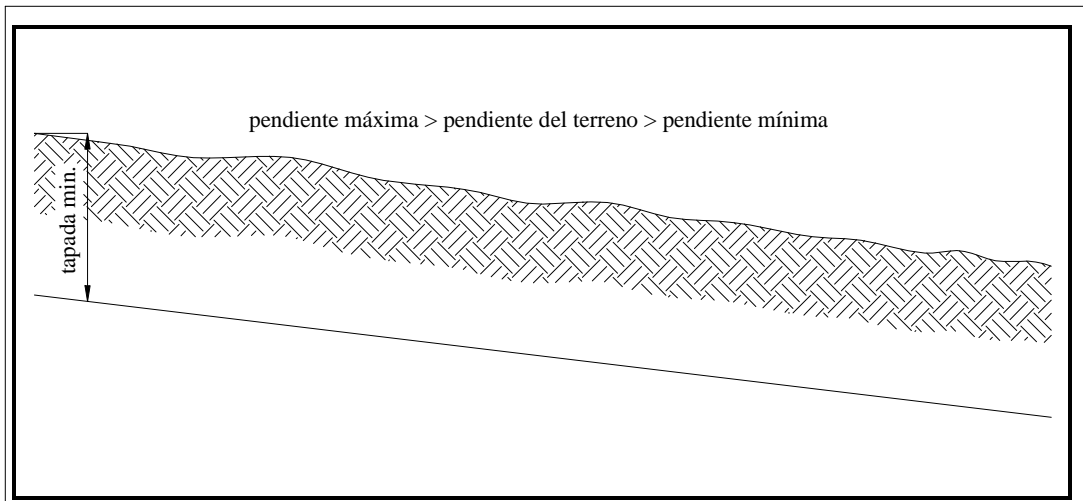 pendiente máxima > pendiente del terreno > pendiente mínima
tapada min.